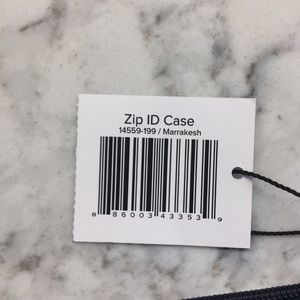 Zip ID Case
14559-199 / Marrakesh
8 86003 43353 9